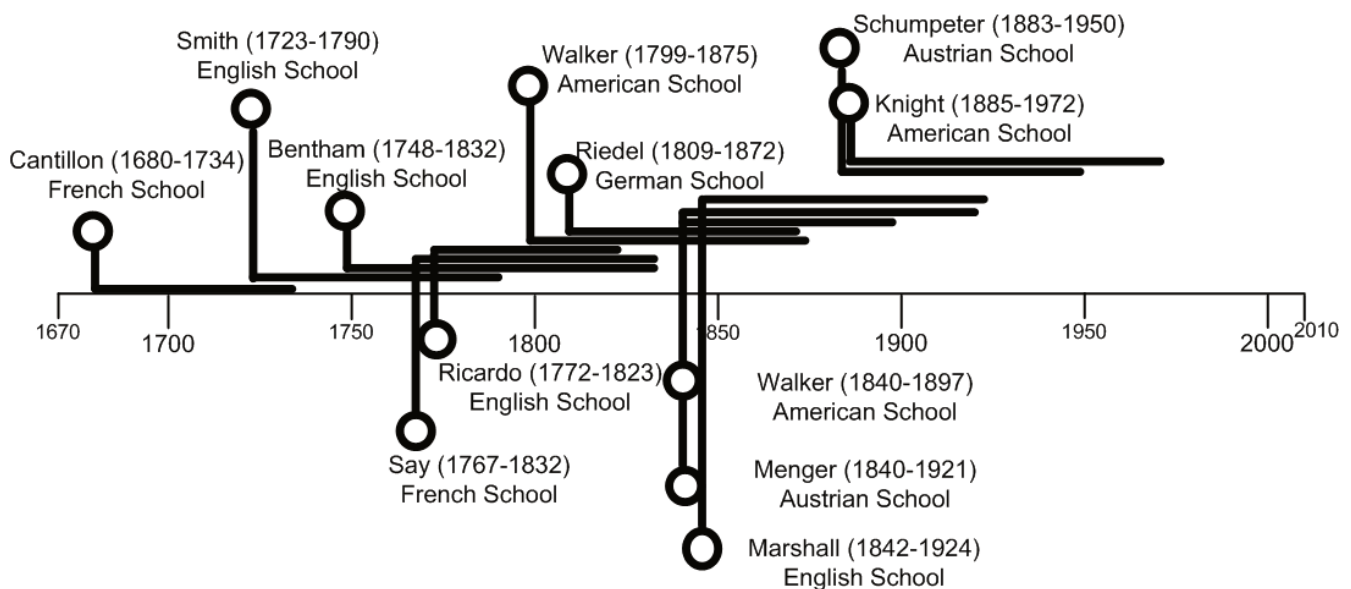 Smith (1723-1790)
English School
Walker (1799-1875)
American School
Schumpeter (1883-1950)
Austrian School
Knight (1885-1972)
American School
Cantillon (1680-1734)
French School
Bentham (1748-1832)
English School
Riedel (1809-1872)
German School
1670
1700
1750
1800
1850
1900
1950
2000
2010
Ricardo (1772-1823)
English School
Walker (1840-1897)
American School
Say (1767-1832)
French School
Menger (1840-1921)
Austrian School
Marshall (1842-1924)
English School